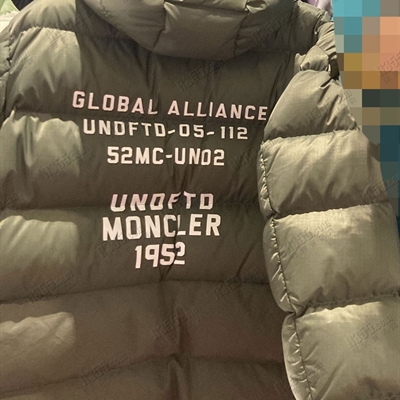 GLOBAL ALLIANCE
UNDFTD-05-112
52MC-UN02
UNDFTD
MONCLER
1952